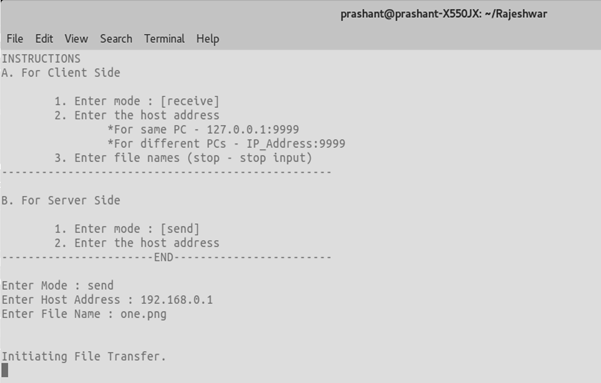 prashant@prashant-X550JX: ~/Rajeshwar
File Edit View Search Terminal Help
INSTRUCTIONS
A. For Client Side
1. Enter mode : [receive]
2. Enter the host address
*For same PC - 127.0.0.1:9999
*For different PCs - IP_Address:9999
3. Enter file names (stop - stop input)
--------------------------------------------------
B. For Server Side
1. Enter mode : [send]
2. Enter the host address
-----------------------END------------------------
Enter Mode : send
Enter Host Address : 192.168.0.1
Enter File Name : one.png
Initiating File Transfer.